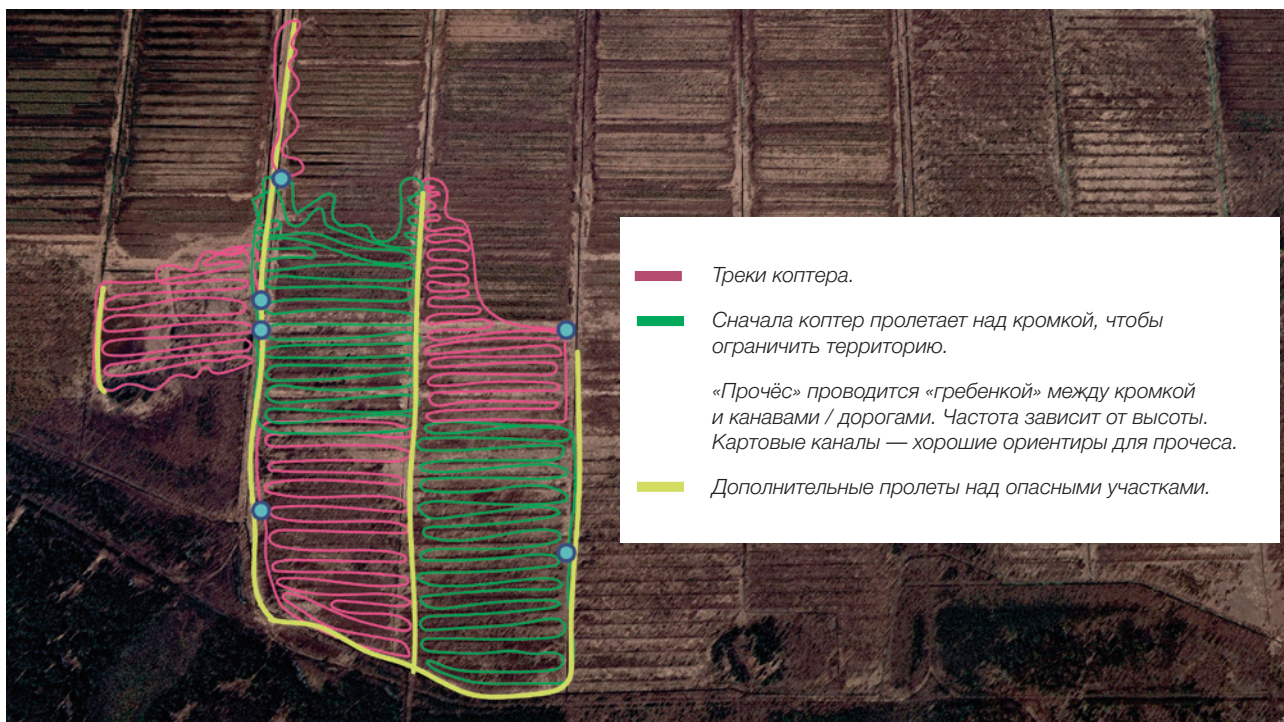 Треки коптера.
Сначала коптер пролетает над кромкой, чтобы
ограничить территорию.
«Прочёс» проводится «гребенкой» между кромкой
и канавами / дорогами. Частота зависит от высоты.
Картовые каналы — хорошие ориентиры для прочеса.
Дополнительные пролеты над опасными участками.